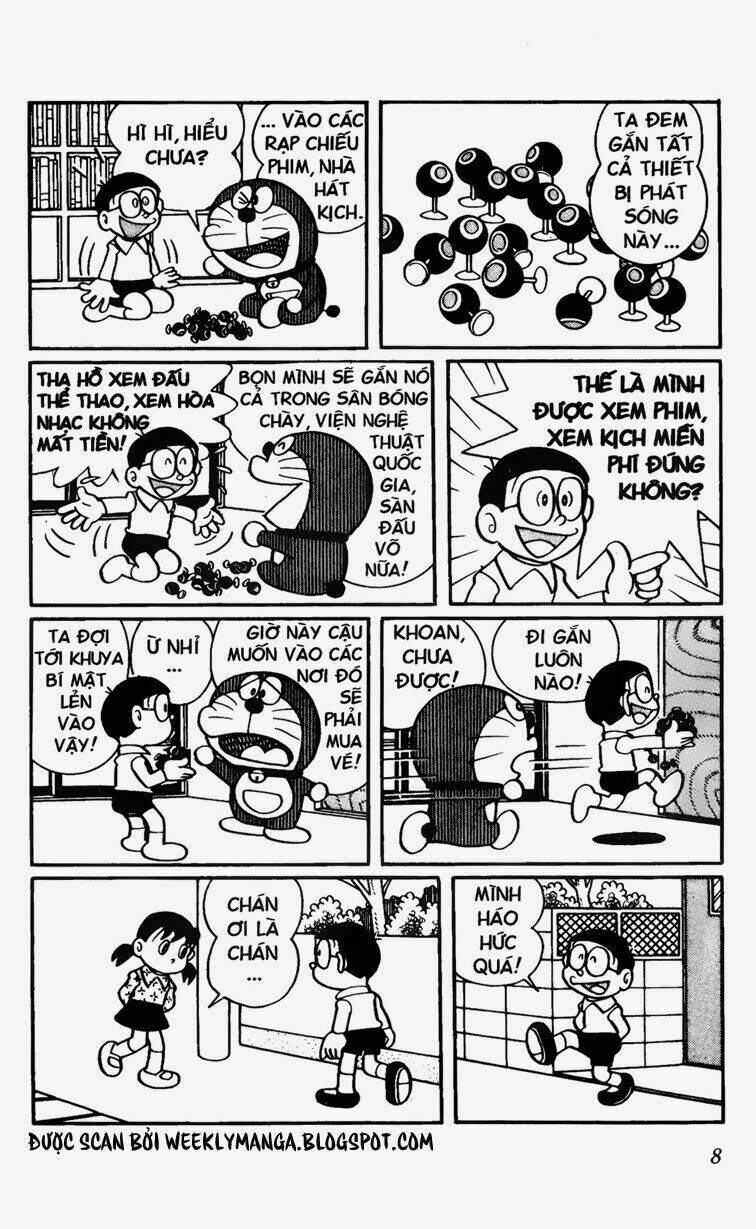 TA ĐEM
GẮN TẤT
CẢ THIẾT
BỊ PHÁT
SÓNG
NÀY...
... VÀO CÁC
RẠP CHIẾU
PHIM, NHÀ
HÁT
KỊCH.
HÌ HÌ, HIỂU
CHƯA?
THẾ LÀ MÌNH
ĐƯỢC XEM PHIM,
XEM KỊCH MIỄN
PHÍ ĐÚNG
KHÔNG?
BỌN MÌNH SẼ GẮN NÓ
CẢ TRONG SÂN BÓNG
CHÀY, VIỆN NGHỆ
THUẬT
QUỐC
GIA,
SÀN
ĐẤU
VÕ
NỮA!
THA HỒ XEM ĐẤU
THỂ THAO, XEM HÒA
NHẠC KHÔNG
MẤT TIỀN!
ĐI GẮN
LUÔN
NÀO!
KHOAN,
CHƯA
ĐƯỢC!
GIỜ NÀY CẬU
MUỐN VÀO CÁC
NƠI ĐÓ
SẼ
PHẢI
MUA
VÉ!
Ừ NHỈ
...
TA ĐỢI
TỚI KHUYA
BÍ MẬT
LẺN
VÀO
VẬY!
MÌNH
HÁO
HỨC
QUÁ!
CHÁN
ƠI LÀ
CHÁN
...
ĐƯỢC SCAN BỞI WEEKLYMANGA.BLOGSPOT.COM
8